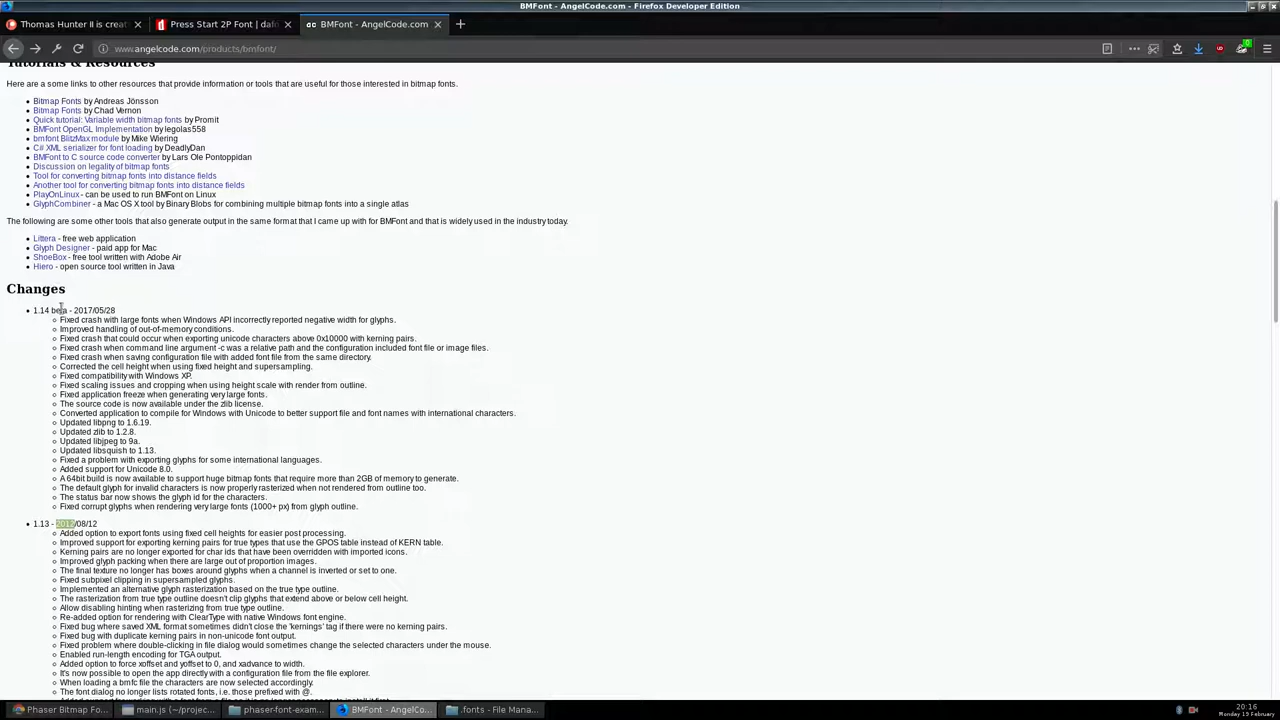 BMFont - AngelCode.com - Firefox Developer Edition
Thomas Hunter II is creat
Press Start 2P Font | dafo
BMFont - AngelCode.com
www.angelcode.com/products/bmfont/
Tutorials & Resources
Here are a some links to other resources that provide information or tools that are useful for those interested in bitmap fonts.
Bitmap Fonts by Andreas Jönsson
Bitmap Fonts by Chad Vernon
Quick tutorial: Variable width bitmap fonts by Promit
BMFont OpenGL Implementation by legolas558
bmfont BlitzMax module by Mike Wiering
C# XML serializer for font loading by DeadlyDan
BMFont to C source code converter by Lars Ole Pontoppidan
Discussion on legality of bitmap fonts
Tool for converting bitmap fonts into distance fields
Another tool for converting bitmap fonts into distance fields
PlayOnLinux - can be used to run BMFont on Linux
GlyphCombiner - a Mac OS X tool by Binary Blobs for combining multiple bitmap fonts into a single atlas
The following are some other tools that also generate output in the same format that I came up with for BMFont and that is widely used in the industry today.
Littera - free web application
Glyph Designer - paid app for Mac
ShoeBox - free tool written with Adobe Air
Hiero - open source tool written in Java
Changes
1.14 beta - 2017/05/28
Fixed crash with large fonts when Windows API incorrectly reported negative width for glyphs.
Improved handling of out-of-memory conditions.
Fixed crash that could occur when exporting unicode characters above 0x10000 with kerning pairs.
Fixed crash when command line argument -c was a relative path and the configuration included font file or image files.
Fixed crash when saving configuration file with added font file from the same directory.
Corrected the cell height when using fixed height and supersampling.
Fixed compatibility with Windows XP.
Fixed scaling issues and cropping when using height scale with render from outline.
Fixed application freeze when generating very large fonts.
The source code is now available under the zlib license.
Converted application to compile for Windows with Unicode to better support file and font names with international characters.
Updated libpng to 1.6.19.
Updated zlib to 1.2.8.
Updated libjpeg to 9a.
Updated libsquish to 1.13.
Fixed a problem with exporting glyphs for some international languages.
Added support for Unicode 8.0.
A 64bit build is now available to support huge bitmap fonts that require more than 2GB of memory to generate.
The default glyph for invalid characters is now properly rasterized when not rendered from outline too.
The status bar now shows the glyph id for the characters.
Fixed corrupt glyphs when rendering very large fonts (1000+ px) from glyph outline.
1.13 - 2012/08/12
Added option to export fonts using fixed cell heights for easier post processing.
Improved support for exporting kerning pairs for true types that use the GPOS table instead of KERN table.
Kerning pairs are no longer exported for char ids that have been overridden with imported icons.
Improved glyph packing when there are large out of proportion images.
The final texture no longer has boxes around glyphs when a channel is inverted or set to one.
Fixed subpixel clipping in supersampled glyphs.
Implemented an alternative glyph rasterization based on the true type outline.
The rasterization from true type outline doesn't clip glyphs that extend above or below cell height.
Allow disabling hinting when rasterizing from true type outline.
Re-added option for rendering with ClearType with native Windows font engine.
Fixed bug where saved XML format sometimes didn't close the 'kernings' tag if there were no kerning pairs.
Fixed bug with duplicate kerning pairs in non-unicode font output.
Fixed problem where double-clicking in file dialog would sometimes change the selected characters under the mouse.
Enabled run-length encoding for TGA output.
Added option to force xoffset and yoffset to 0, and xadvance to width.
It's now possible to open the app directly with a configuration file from the file explorer.
When loading a bmfc file the characters are now selected accordingly.
The font dialog no longer lists rotated fonts, i.e. those prefixed with @.
Phaser Bitmap Fo...
main.js (~/projec...
phaser-font-exam...
BMFont - AngelCo...
.fonts - File Mana...
20:16
Monday 19 February